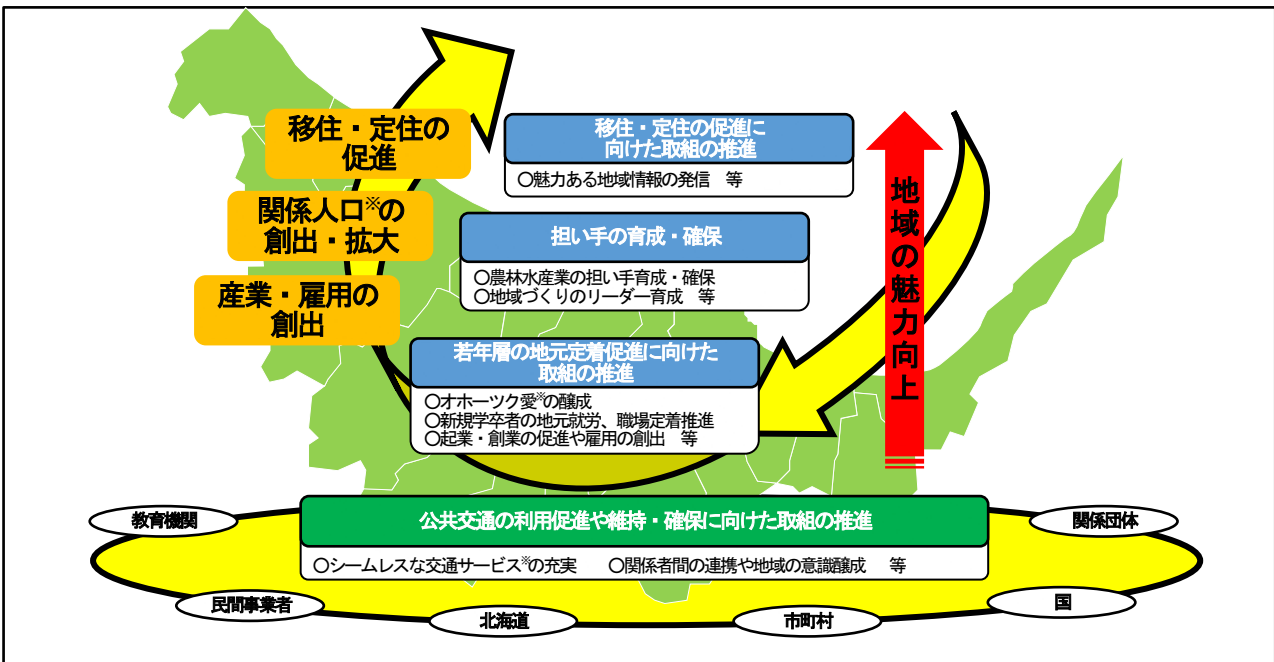 移住・定住の
促進
関係人口※の
創出・拡大
産業・雇用の
創出
移住・定住の促進に
向けた取組の推進
〇魅力ある地域情報の発信　等
担い手の育成・確保
〇農林水産業の担い手育成・確保
〇地域づくりのリーダー育成　等
若年層の地元定着促進に向けた
取組の推進
〇オホーツク愛※の醸成
〇新規学卒者の地元就労、職場定着推進
〇起業・創業の促進や雇用の創出　等
地域の魅力向上
公共交通の利用促進や維持・確保に向けた取組の推進
〇シームレスな交通サービス※の充実　　〇関係者間の連携や地域の意識醸成　等
教育機関
関係団体
民間事業者
北海道
市町村
国